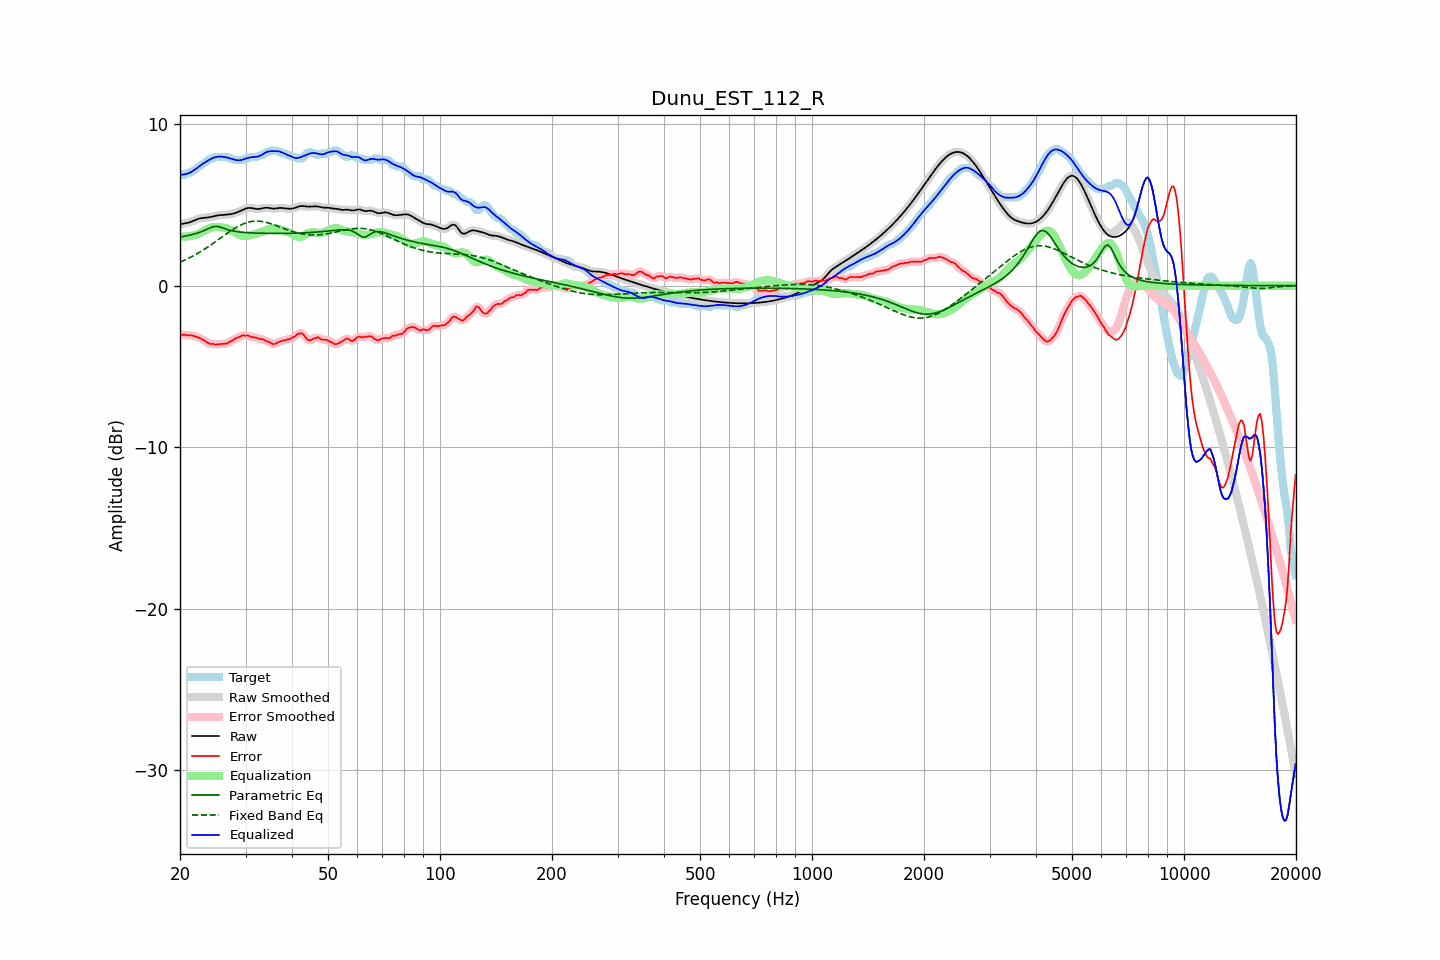 Dunu_EST_112_R
10
0
−10
−20
−30
Amplitude (dBr)
Target
Raw Smoothed
Error Smoothed
Raw
Error
Equalization
Parametric Eq
Fixed Band Eq
Equalized
20 50 100 200 500 1000 2000 5000 10000 20000
Frequency (Hz)